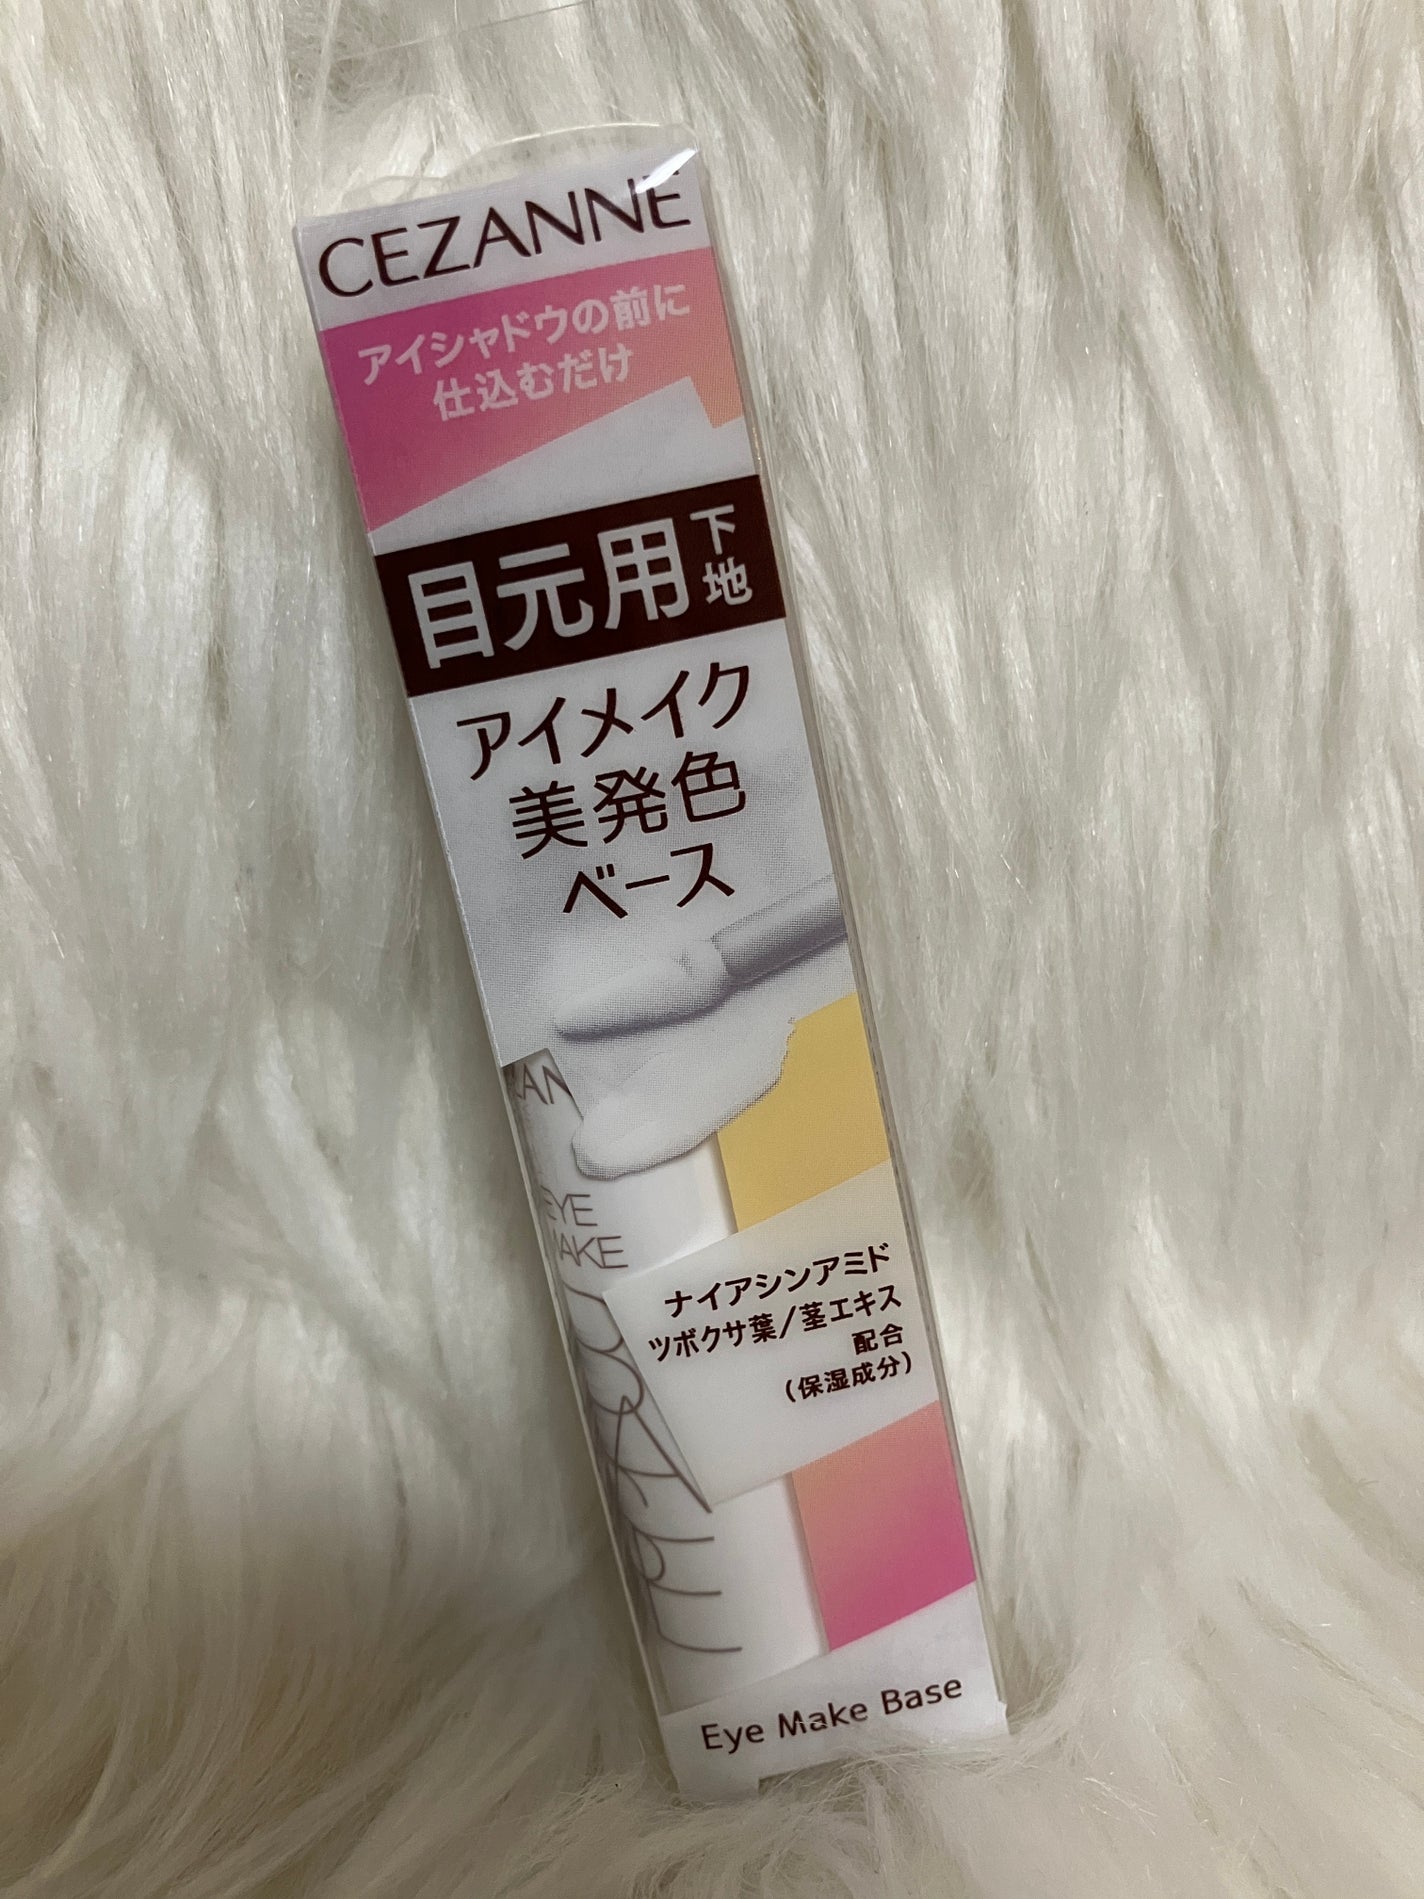 CEZANNE
アイシャドウの前に
仕込むだけ
目元用下地
アイメイク
美発色
ベース
EYE
MAKE
ナイアシンアミド
ツボクサ葉/茎エキス
配合
(保湿成分)
Eye Make Base